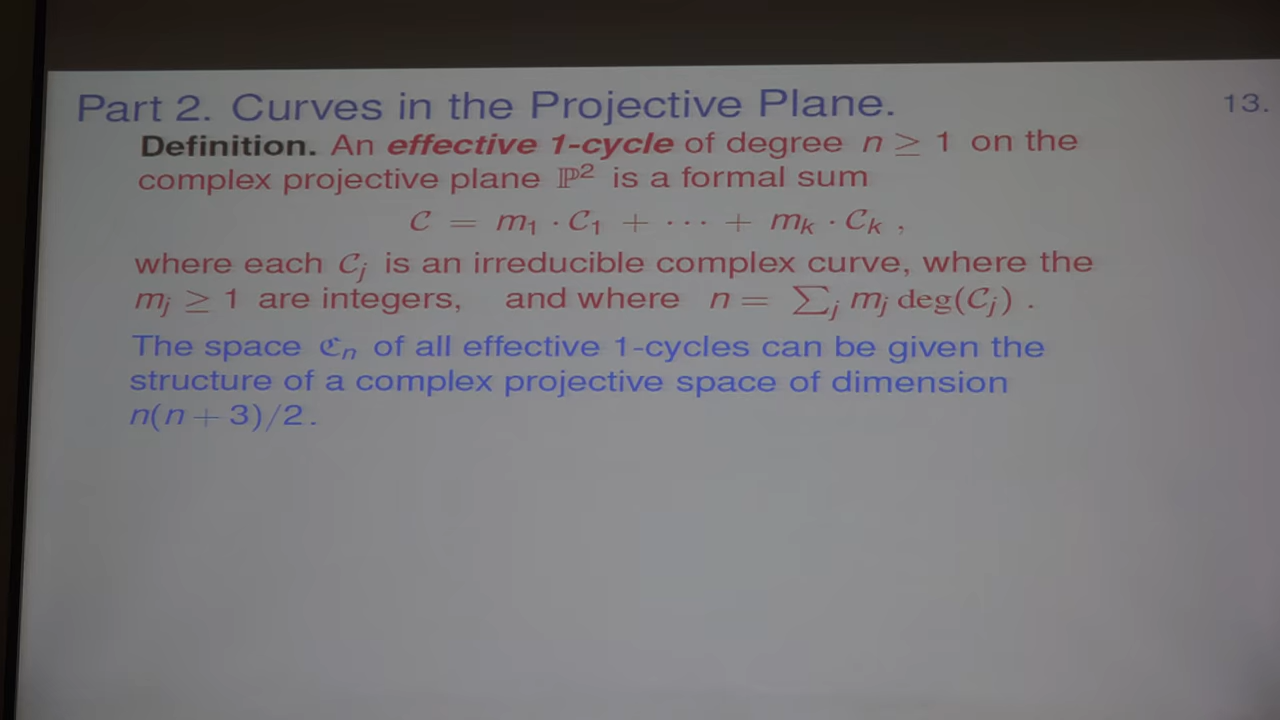 Part 2. Curves in the Projective Plane. 13.
Definition. An effective 1-cycle of degree n ≥ 1 on the
complex projective plane ℙ² is a formal sum
𝒞 = m₁ · 𝒞₁ + ··· + mₖ · 𝒞ₖ ,
where each 𝒞ⱼ is an irreducible complex curve, where the
mⱼ ≥ 1 are integers, and where n = ∑ⱼ mⱼ deg(𝒞ⱼ) .
The space ℭₙ of all effective 1-cycles can be given the
structure of a complex projective space of dimension
n(n + 3)/2.